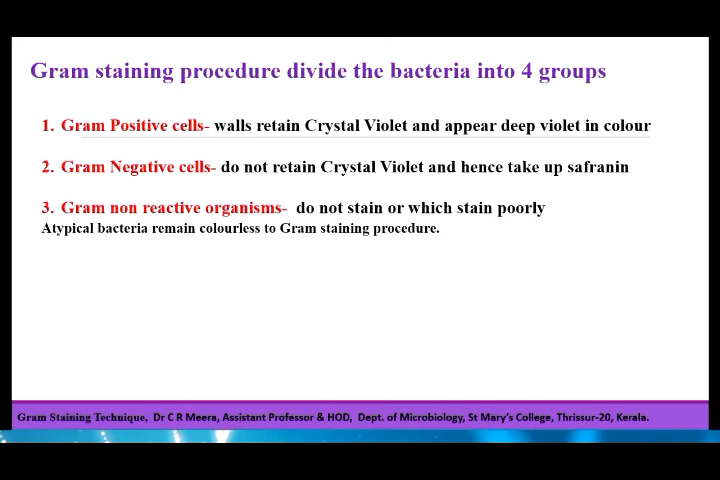 Gram staining procedure divide the bacteria into 4 groups
1. Gram Positive cells- walls retain Crystal Violet and appear deep violet in colour
2. Gram Negative cells- do not retain Crystal Violet and hence take up safranin
3. Gram non reactive organisms- do not stain or which stain poorly
Atypical bacteria remain colourless to Gram staining procedure.
Gram Staining Technique, Dr C R Meera, Assistant Professor & HOD, Dept. of Microbiology, St Mary's College, Thrissur-20, Kerala.